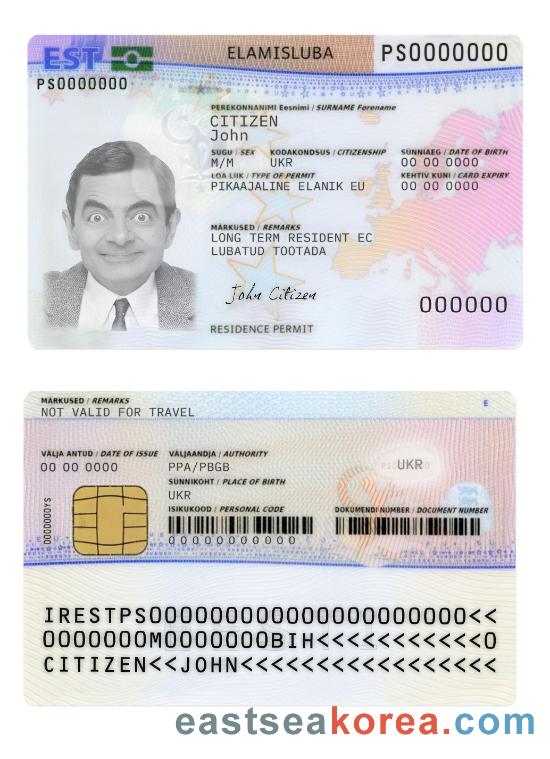 EST
ELAMISLUBA
PS0000000
PS0000000
PEREKONNANIMI Eesnimi / SURNAME Forename
CITIZEN
John
SUGU / SEX KODAKONDSUS / CITIZENSHIP SÜNNIAEG / DATE OF BIRTH
M/M UKR 00 00 0000
LOA LIIK / TYPE OF PERMIT KEHTIV KUNI / CARD EXPIRY
PIKAAJALINE ELANIK EU 00 00 0000
MÄRKUSED / REMARKS
LONG TERM RESIDENT EC
LUBATUD TOOTADA
John Citizen
000000
RESIDENCE PERMIT
MÄRKUSED / REMARKS
NOT VALID FOR TRAVEL
E
VÄLJA ANTUD / DATE OF ISSUE VÄLJAANDJA / AUTHORITY
00 00 0000 PPA/PBGB
UKR
SÜNNIKOHT / PLACE OF BIRTH
UKR
ISIKUKOOD / PERSONAL CODE DOKUMENDI NUMBER / DOCUMENT NUMBER
00000000000
IRESTPS00000000000000000000000<<
0000000M0000000BIH<<<<<<<<<<<0
CITIZEN<<JOHN<<<<<<<<<<<<<<<<<
eastseakorea.com